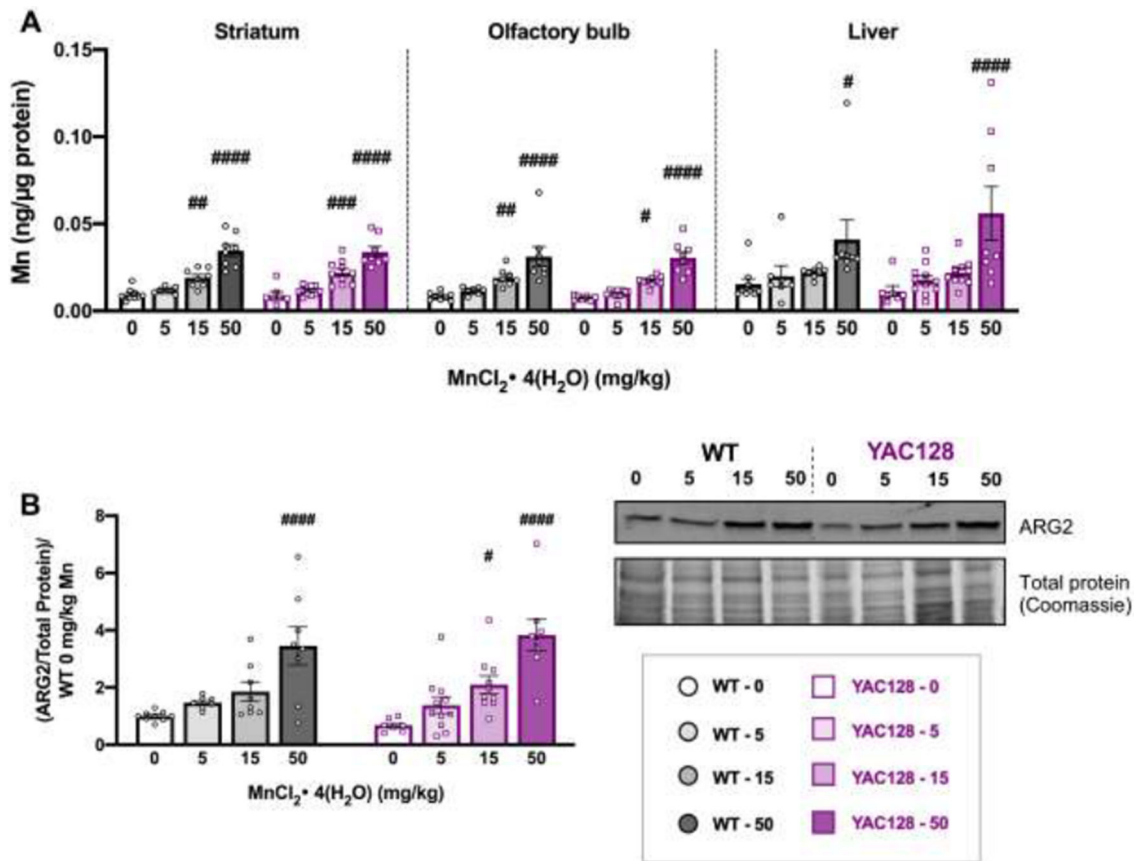 A
Striatum Olfactory bulb Liver
Mn (ng/µg protein)
0.15
0.10
0.05
0.00
## #### ### ####
## #### # ####
# ####
0 5 15 50 0 5 15 50 0 5 15 50 0 5 15 50 0 5 15 50 0 5 15 50
MnCl₂• 4(H₂O) (mg/kg)
B
(ARG2/Total Protein)/
WT 0 mg/kg Mn
8
6
4
2
0
#### # ####
0 5 15 50 0 5 15 50
MnCl₂• 4(H₂O) (mg/kg)
WT YAC128
0 5 15 50 0 5 15 50
ARG2
Total protein
(Coomassie)
WT - 0 YAC128 - 0
WT - 5 YAC128 - 5
WT - 15 YAC128 - 15
WT - 50 YAC128 - 50